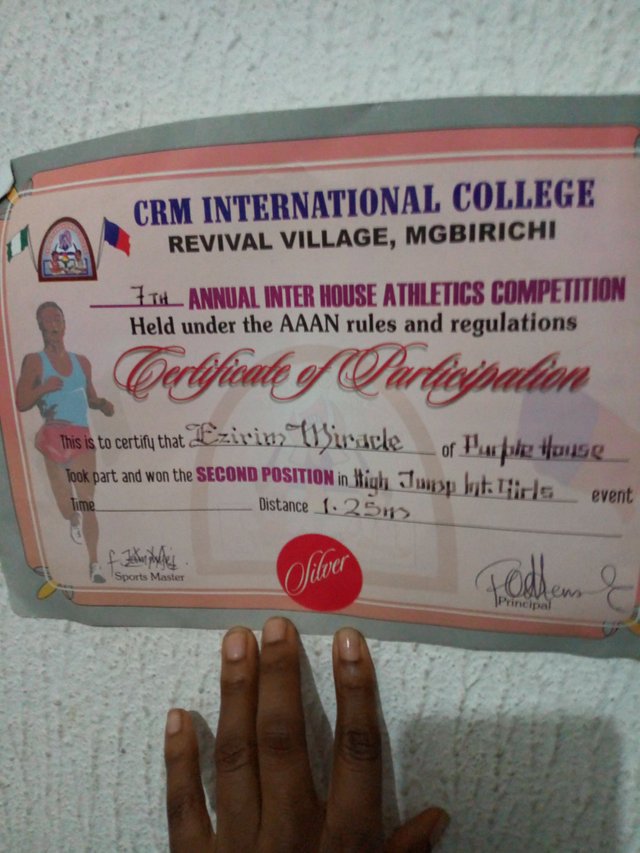 CRM INTERNATIONAL COLLEGE
REVIVAL VILLAGE, MGBIRICHI
7TH ANNUAL INTER HOUSE ATHLETICS COMPETITION
Held under the AAAN rules and regulations
Certificate of Participation
This is to certify that Ezirim Miracle of Purple House
Took part and won the SECOND POSITION in High Jump Int. Girls event
Time Distance 1.25m
Sports Master
Silver
Principal